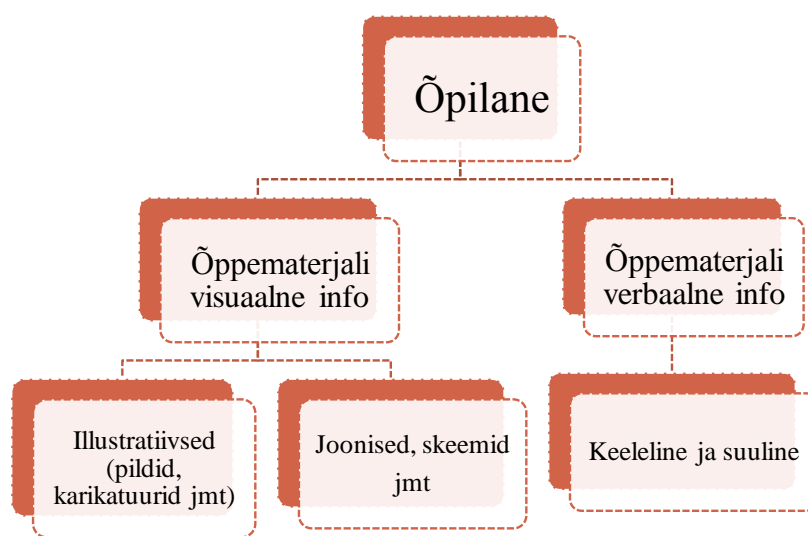 Õpilane
Õppematerjali
visuaalne info
Õppematerjali
verbaalne info
Illustratiivsed
(pildid,
karikatuurid jmt)
Joonised, skeemid
jmt
Keeleline ja suuline